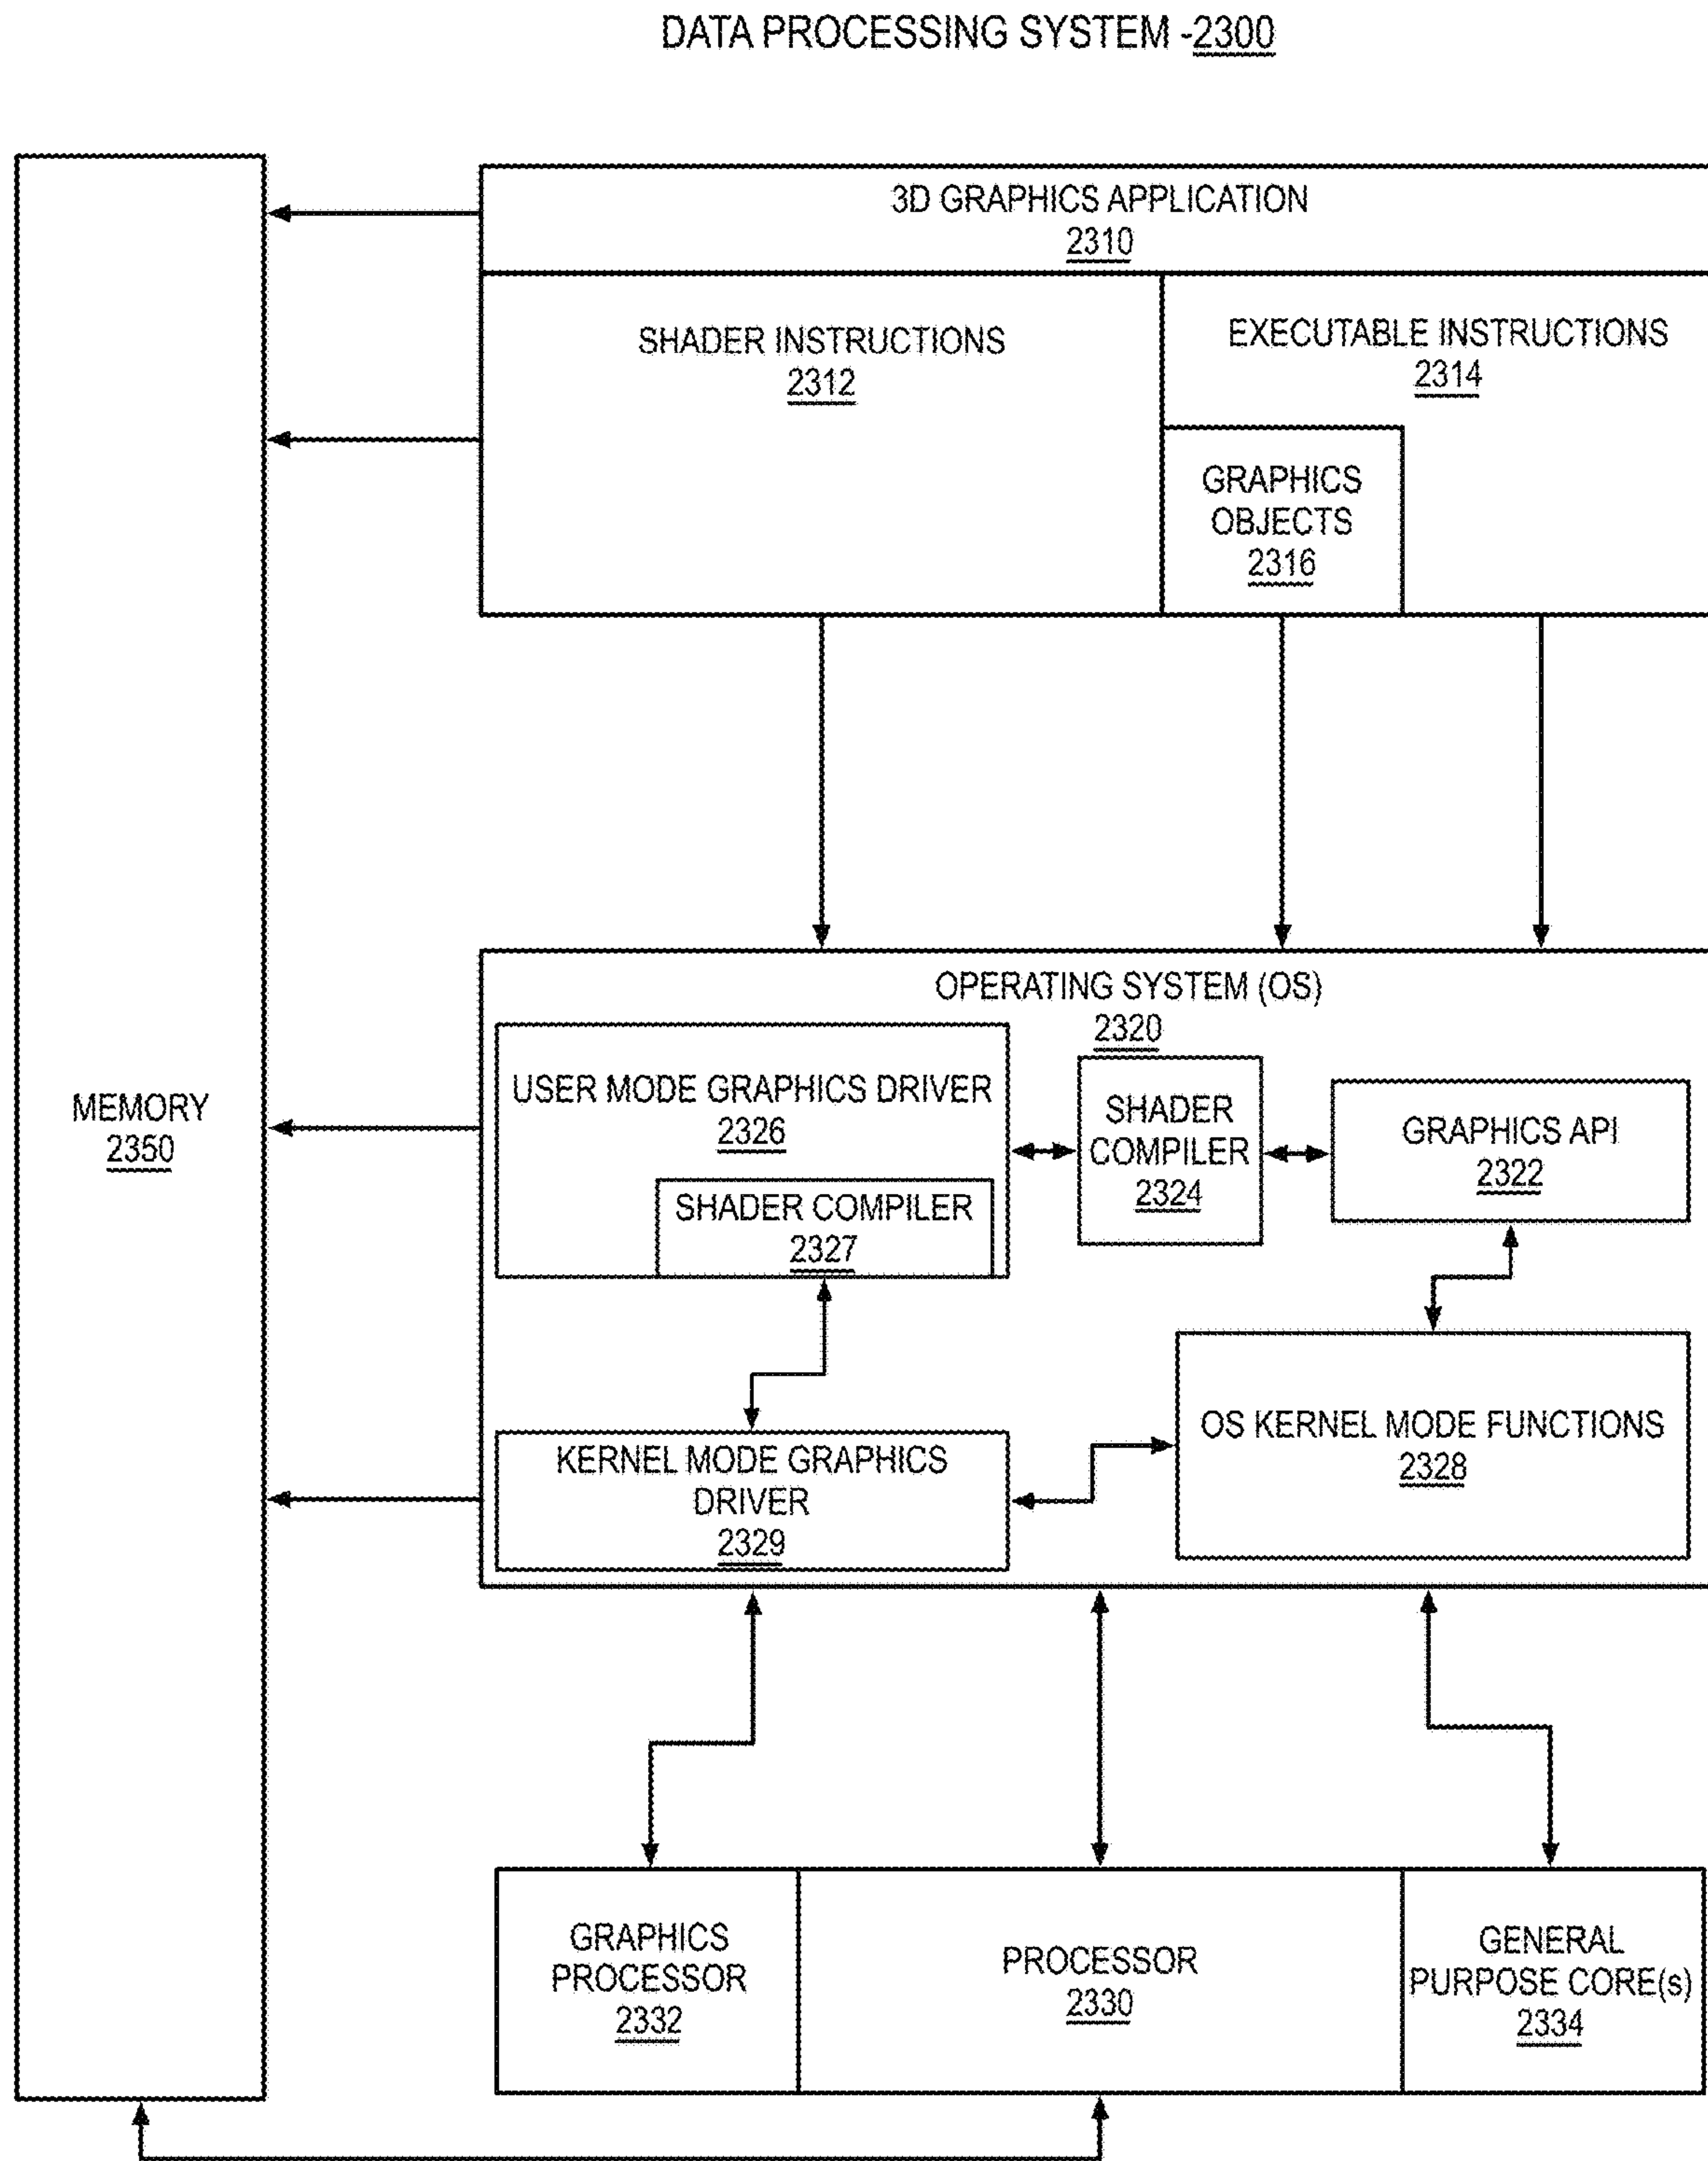 DATA PROCESSING SYSTEM -2300
3D GRAPHICS APPLICATION
2310
SHADER INSTRUCTIONS
2312
EXECUTABLE INSTRUCTIONS
2314
GRAPHICS
OBJECTS
2316
MEMORY
2350
OPERATING SYSTEM (OS)
2320
USER MODE GRAPHICS DRIVER
2326
SHADER COMPILER
2327
SHADER
COMPILER
2324
GRAPHICS API
2322
KERNEL MODE GRAPHICS
DRIVER
2329
OS KERNEL MODE FUNCTIONS
2328
GRAPHICS
PROCESSOR
2332
PROCESSOR
2330
GENERAL
PURPOSE CORE(s)
2334